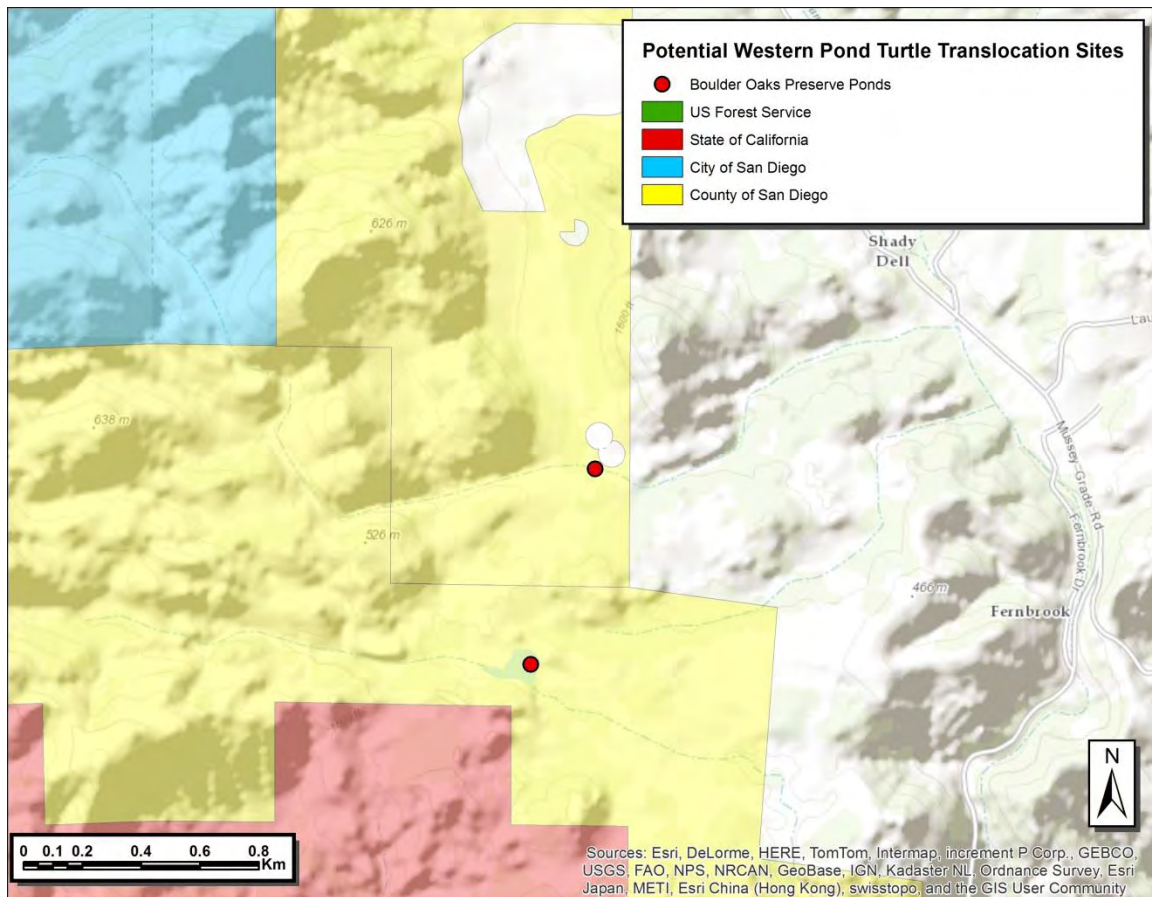 Potential Western Pond Turtle Translocation Sites
Boulder Oaks Preserve Ponds
US Forest Service
State of California
City of San Diego
County of San Diego
626 m
Shady
Dell
1600 ft
Lau
638 m
Mussey Grade Rd
526 m
Fernbrook Dr
466 m
Fernbrook
N
0 0.1 0.2 0.4 0.6 0.8
Km
Sources: Esri, DeLorme, HERE, TomTom, Intermap, increment P Corp., GEBCO,
USGS, FAO, NPS, NRCAN, GeoBase, IGN, Kadaster NL, Ordnance Survey, Esri
Japan, METI, Esri China (Hong Kong), swisstopo, and the GIS User Community